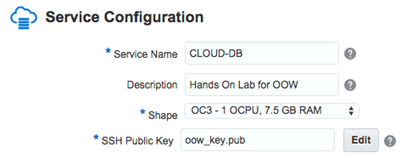 Service Configuration
* Service Name CLOUD-DB ?
Description Hands On Lab for OOW ?
* Shape OC3 - 1 OCPU, 7.5 GB RAM ?
* SSH Public Key oow_key.pub Edit ?